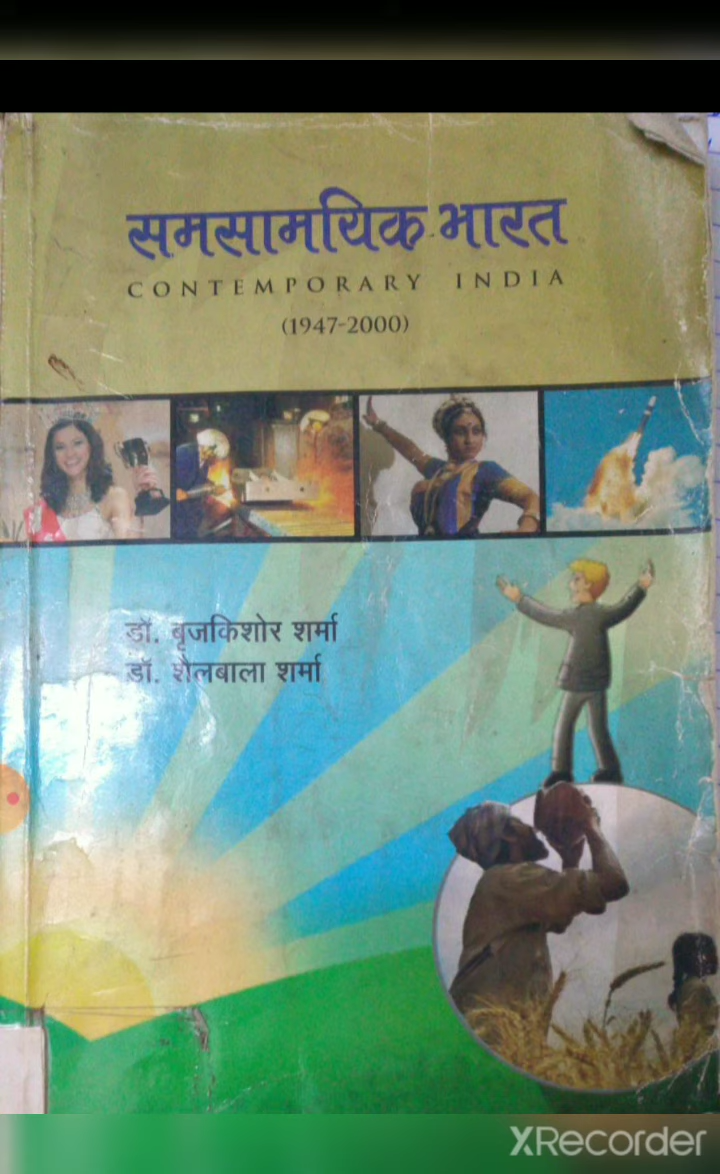 समसामयिक भारत
CONTEMPORARY INDIA
(1947-2000)
डॉ. बृजकिशोर शर्मा
डॉ. शैलबाला शर्मा
XRecorder